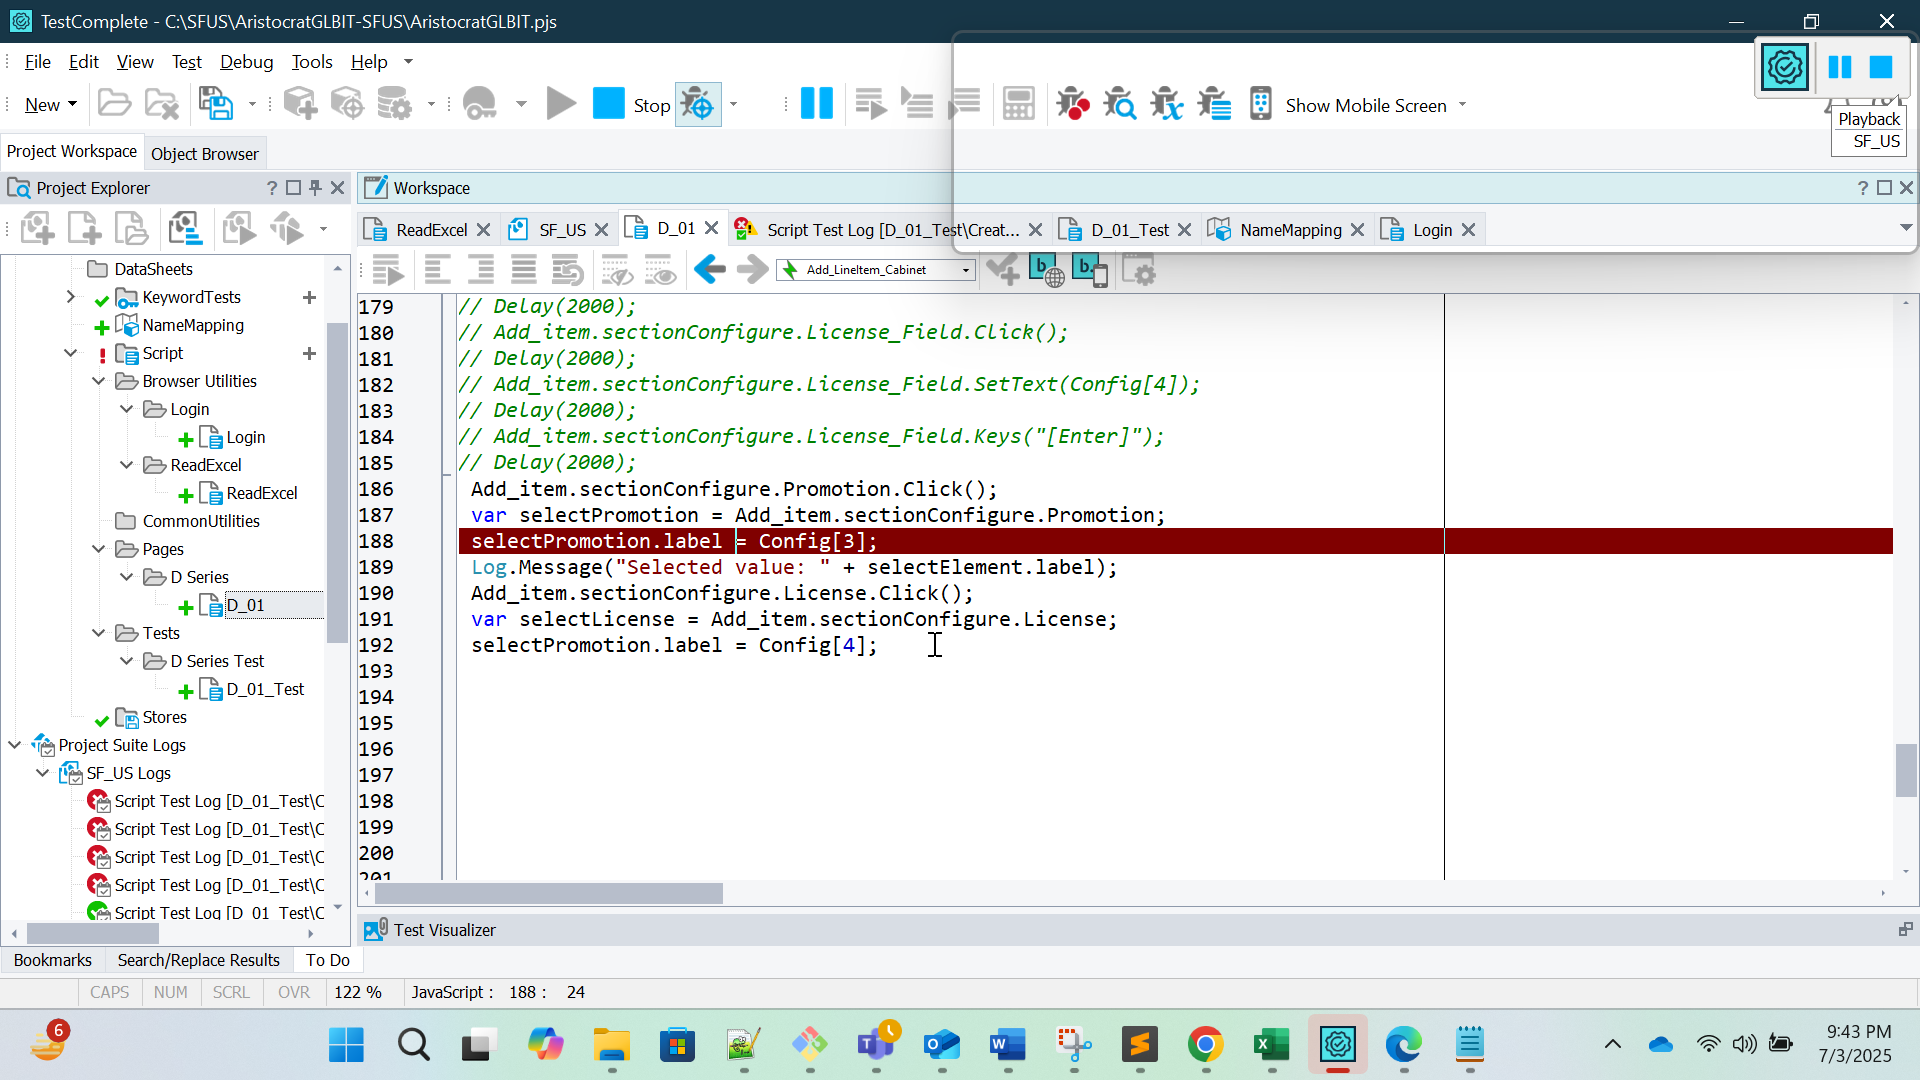 TestComplete - C:\SFUS\AristocratGLBIT-SFUS\AristocratGLBIT.pjs
File Edit View Test Debug Tools Help
New Stop Show Mobile Screen
Playback
SF_US
Project Workspace Object Browser
Project Explorer ? Workspace ?
ReadExcel SF_US D_01 Script Test Log [D_01_Test\Creat... D_01_Test NameMapping Login
Add_LineItem_Cabinet
DataSheets
KeywordTests
NameMapping
Script
Browser Utilities
Login
Login
ReadExcel
ReadExcel
CommonUtilities
Pages
D Series
D_01
Tests
D Series Test
D_01_Test
Stores
Project Suite Logs
SF_US Logs
Script Test Log [D_01_Test\C
Script Test Log [D_01_Test\C
Script Test Log [D_01_Test\C
Script Test Log [D_01_Test\C
Script Test Log [D_01_Test\C
179 // Delay(2000);
180 // Add_item.sectionConfigure.License_Field.Click();
181 // Delay(2000);
182 // Add_item.sectionConfigure.License_Field.SetText(Config[4]);
183 // Delay(2000);
184 // Add_item.sectionConfigure.License_Field.Keys("[Enter]");
185 // Delay(2000);
186 Add_item.sectionConfigure.Promotion.Click();
187 var selectPromotion = Add_item.sectionConfigure.Promotion;
188 selectPromotion.label = Config[3];
189 Log.Message("Selected value: " + selectElement.label);
190 Add_item.sectionConfigure.License.Click();
191 var selectLicense = Add_item.sectionConfigure.License;
192 selectPromotion.label = Config[4];
193
194
195
196
197
198
199
200
201
Test Visualizer
Bookmarks Search/Replace Results To Do
CAPS NUM SCRL OVR 122 % JavaScript : 188 : 24
6
9:43 PM
7/3/2025